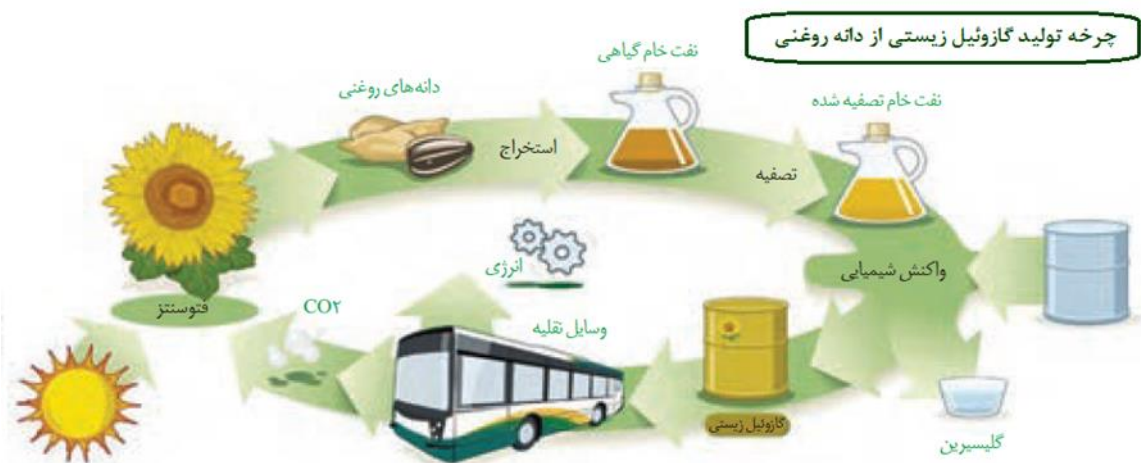 چرخه تولید گازوئیل زیستی از دانه روغنی
نفت خام گیاهی
دانه‌های روغنی
نفت خام تصفیه شده
استخراج
تصفیه
انرژی
واکنش شیمیایی
فتوسنتز
CO۲
وسایل نقلیه
گازوئیل زیستی
گلیسیرین